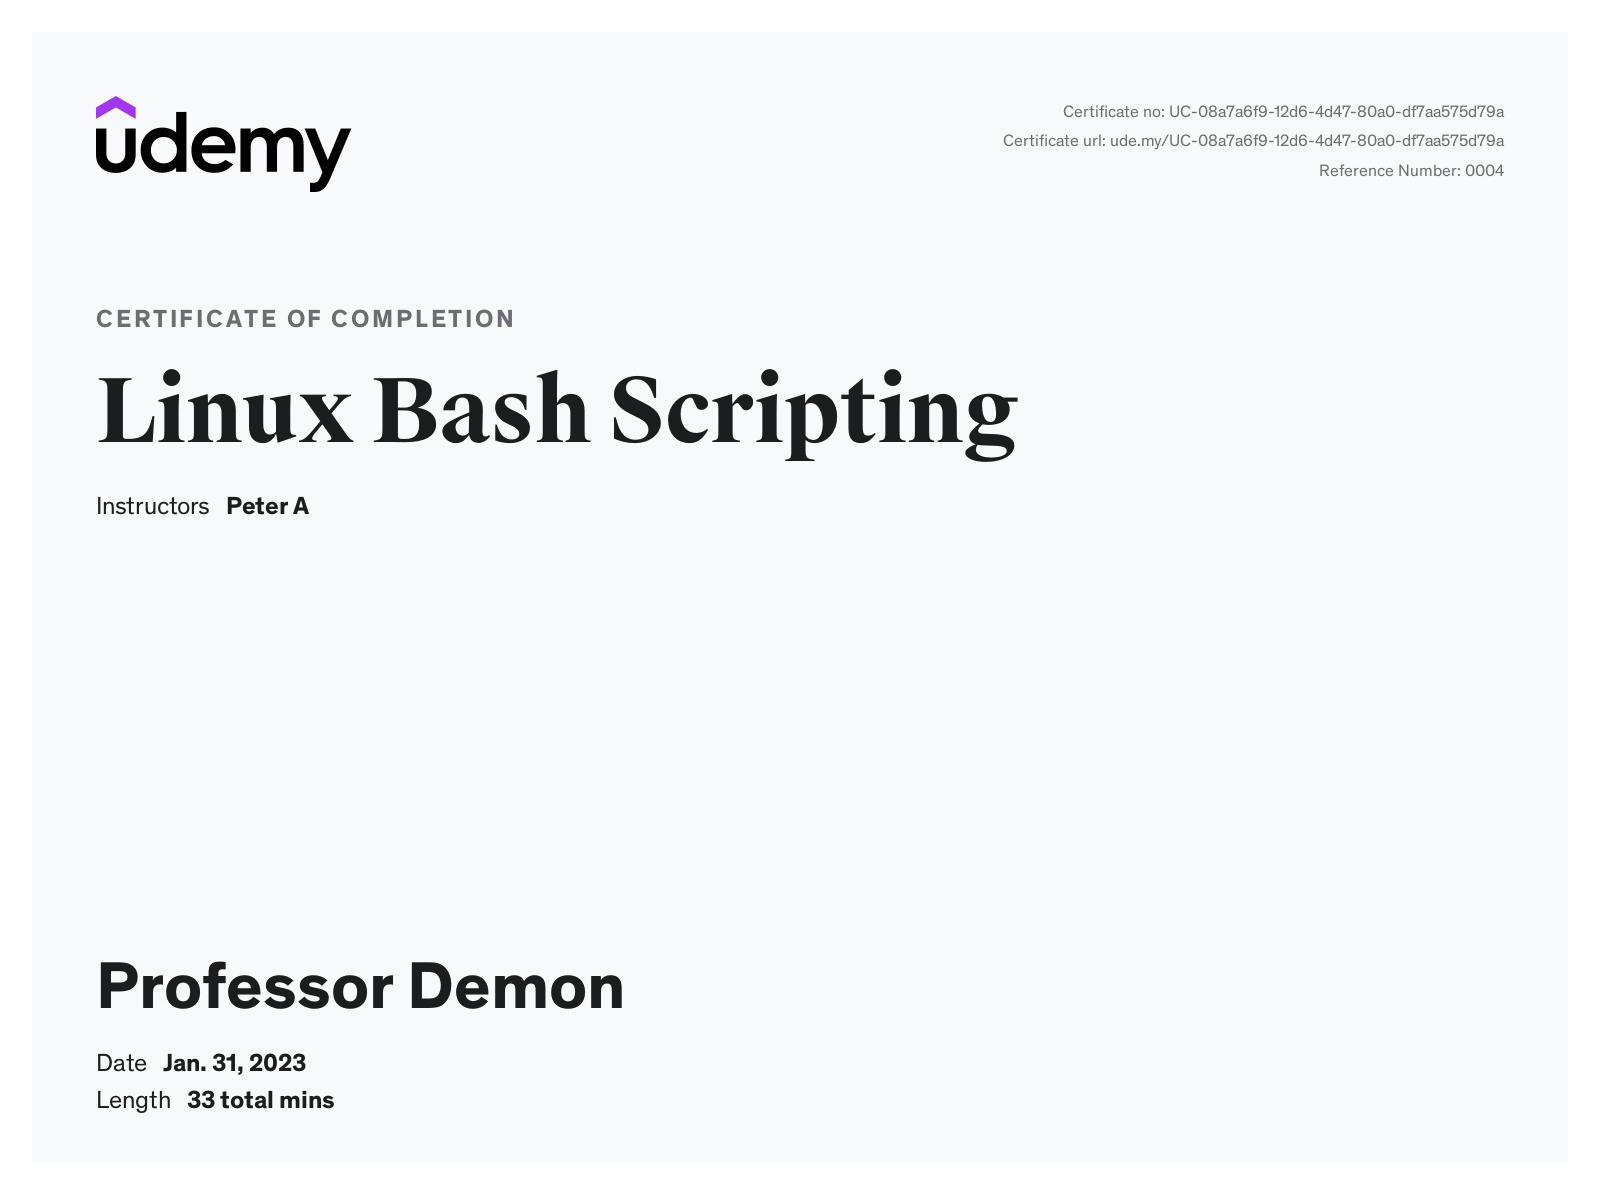 udemy
Certificate no: UC-08a7a6f9-12d6-4d47-80a0-df7aa575d79a
Certificate url: ude.my/UC-08a7a6f9-12d6-4d47-80a0-df7aa575d79a
Reference Number: 0004
CERTIFICATE OF COMPLETION
Linux Bash Scripting
Instructors Peter A
Professor Demon
Date Jan. 31, 2023
Length 33 total mins